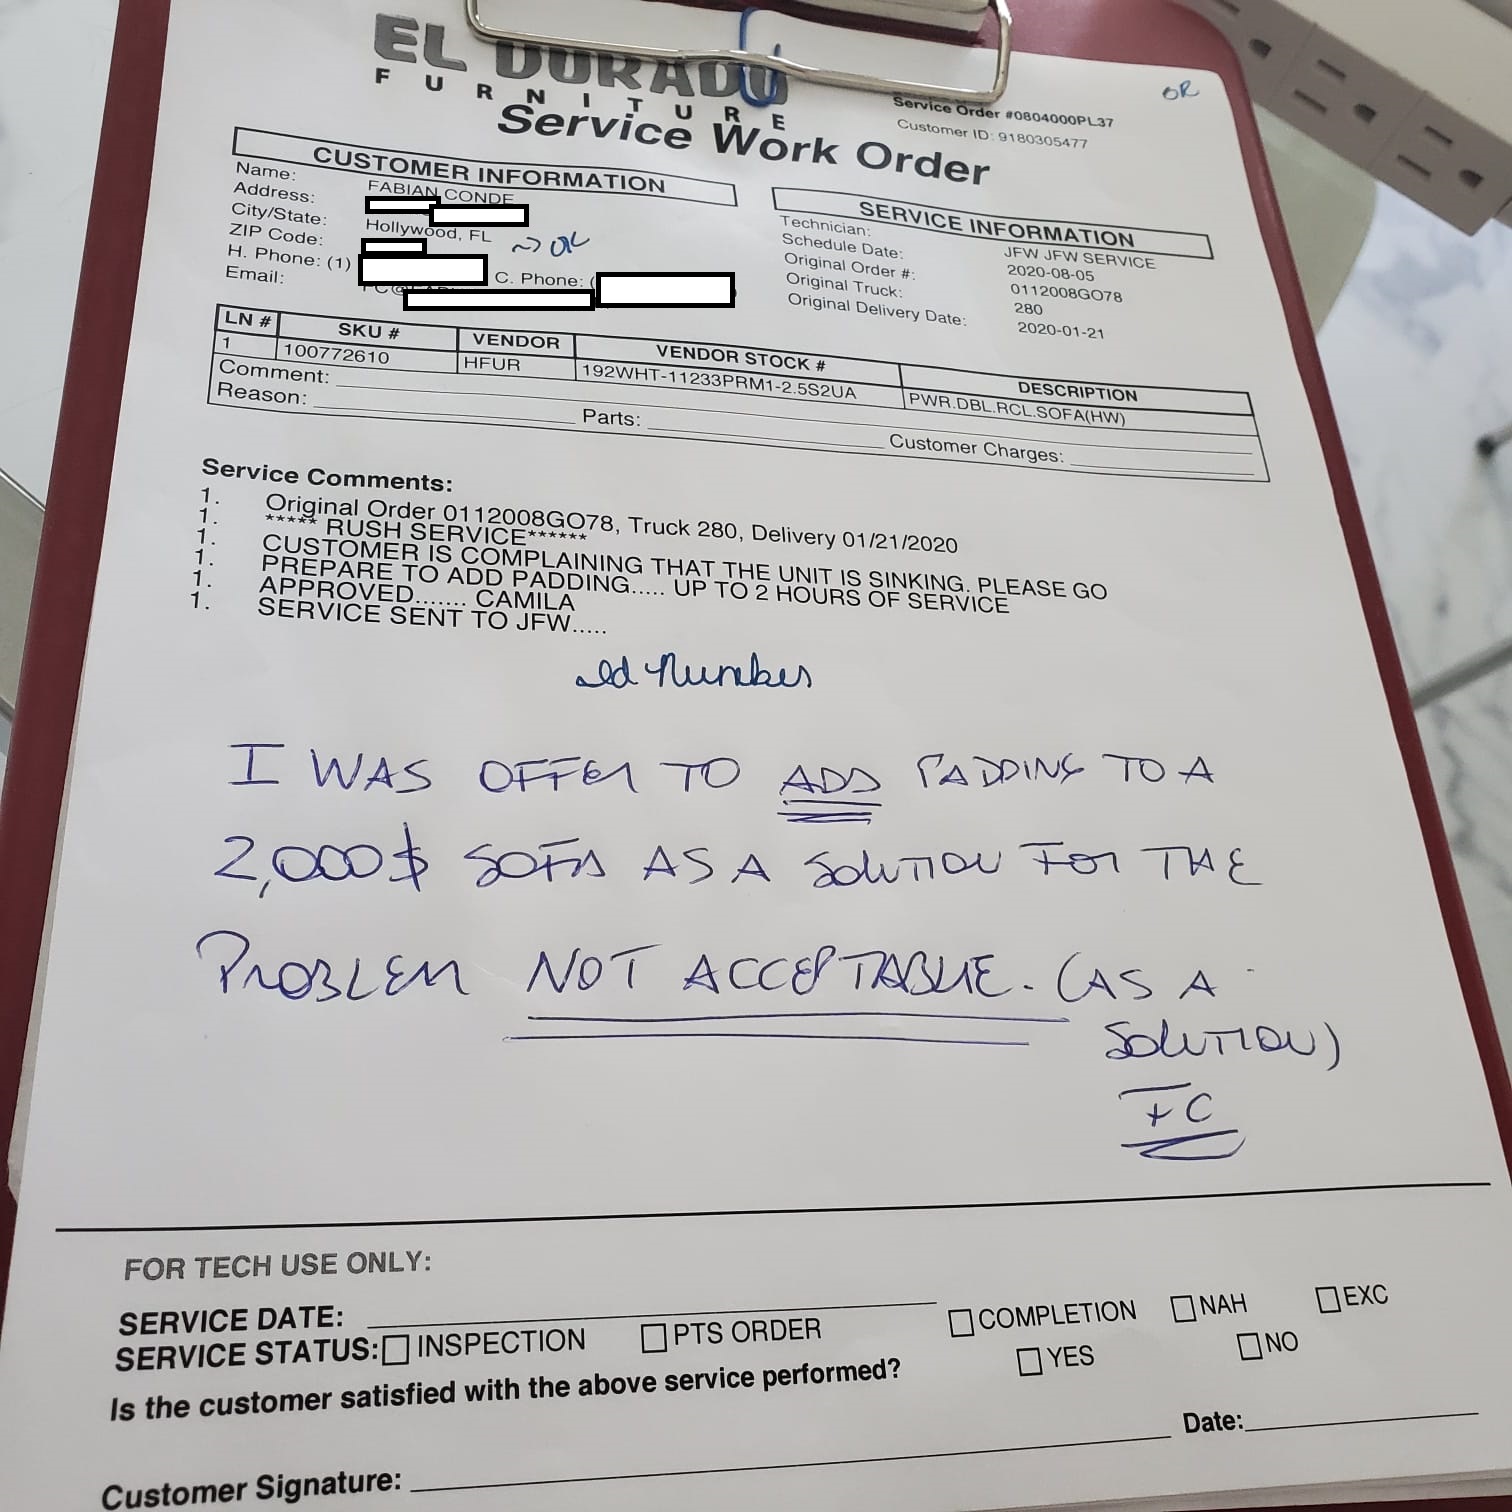 EL DORADO
FURNITURE
OR
Service Order #0804000PL37
Customer ID: 9180305477
Service Work Order
CUSTOMER INFORMATION
Name: FABIAN CONDE
Address:
City/State: Hollywood, FL
ZIP Code:
H. Phone: (1) C. Phone: (
Email:
SERVICE INFORMATION
Technician: JFW JFW SERVICE
Schedule Date: 2020-08-05
Original Order #: 0112008GO78
Original Truck: 280
Original Delivery Date: 2020-01-21
LN # SKU # VENDOR VENDOR STOCK # DESCRIPTION
1 100772610 HFUR 192WHT-11233PRM1-2.5S2UA PWR.DBL.RCL.SOFA(HW)
Comment:
Reason: Parts: Customer Charges:
Service Comments:
1. Original Order 0112008GO78, Truck 280, Delivery 01/21/2020
1. ***** RUSH SERVICE******
1. CUSTOMER IS COMPLAINING THAT THE UNIT IS SINKING. PLEASE GO
1. PREPARE TO ADD PADDING..... UP TO 2 HOURS OF SERVICE
1. APPROVED....... CAMILA
1. SERVICE SENT TO JFW.....
Number
I WAS OFFER TO ADD PADDING TO A
2,000$ SOFA AS A SOLUTION FOR THE
PROBLEM NOT ACCEPTABLE. (AS A
SOLUTION)
FC
FOR TECH USE ONLY:
SERVICE DATE:
SERVICE STATUS: INSPECTION PTS ORDER COMPLETION NAH EXC
Is the customer satisfied with the above service performed? YES NO
Customer Signature: Date: